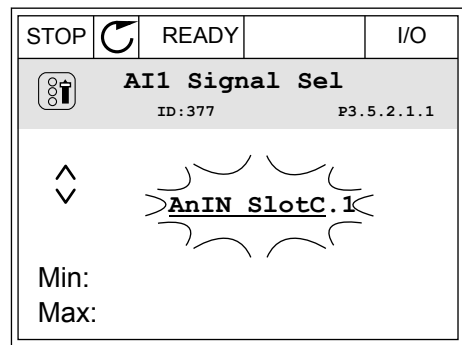 STOP READY I/O
AI1 Signal Sel
ID:377 P3.5.2.1.1
AnIN SlotC.1
Min:
Max: